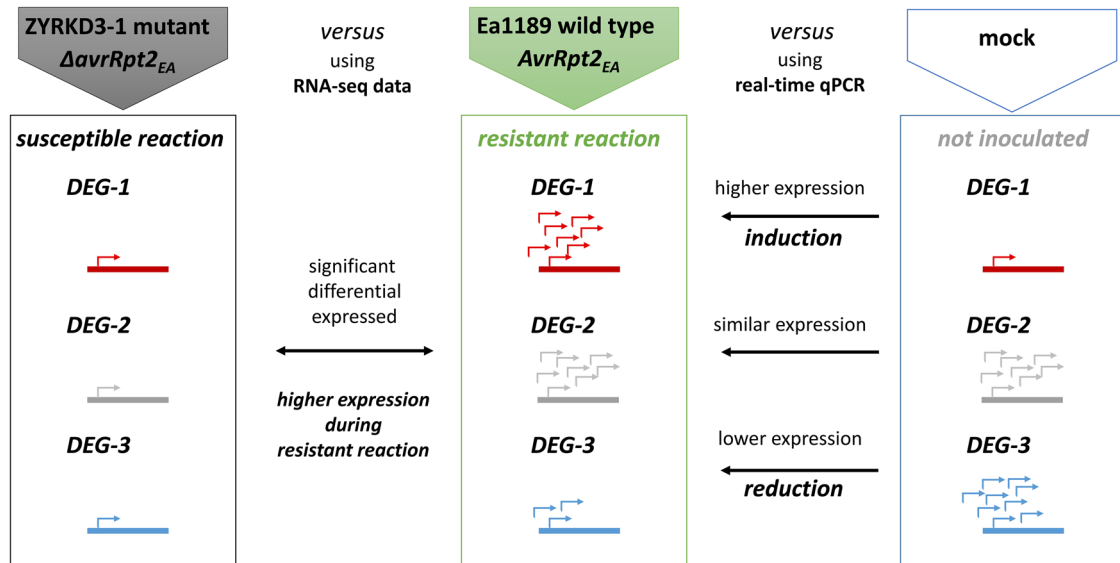 ZYRKD3-1 mutant
ΔavrRpt2EA
versus
using
RNA-seq data
Ea1189 wild type
AvrRpt2EA
versus
using
real-time qPCR
mock
susceptible reaction
DEG-1
DEG-2
DEG-3
significant
differential
expressed
higher expression
during
resistant reaction
resistant reaction
DEG-1
DEG-2
DEG-3
higher expression
induction
similar expression
lower expression
reduction
not inoculated
DEG-1
DEG-2
DEG-3